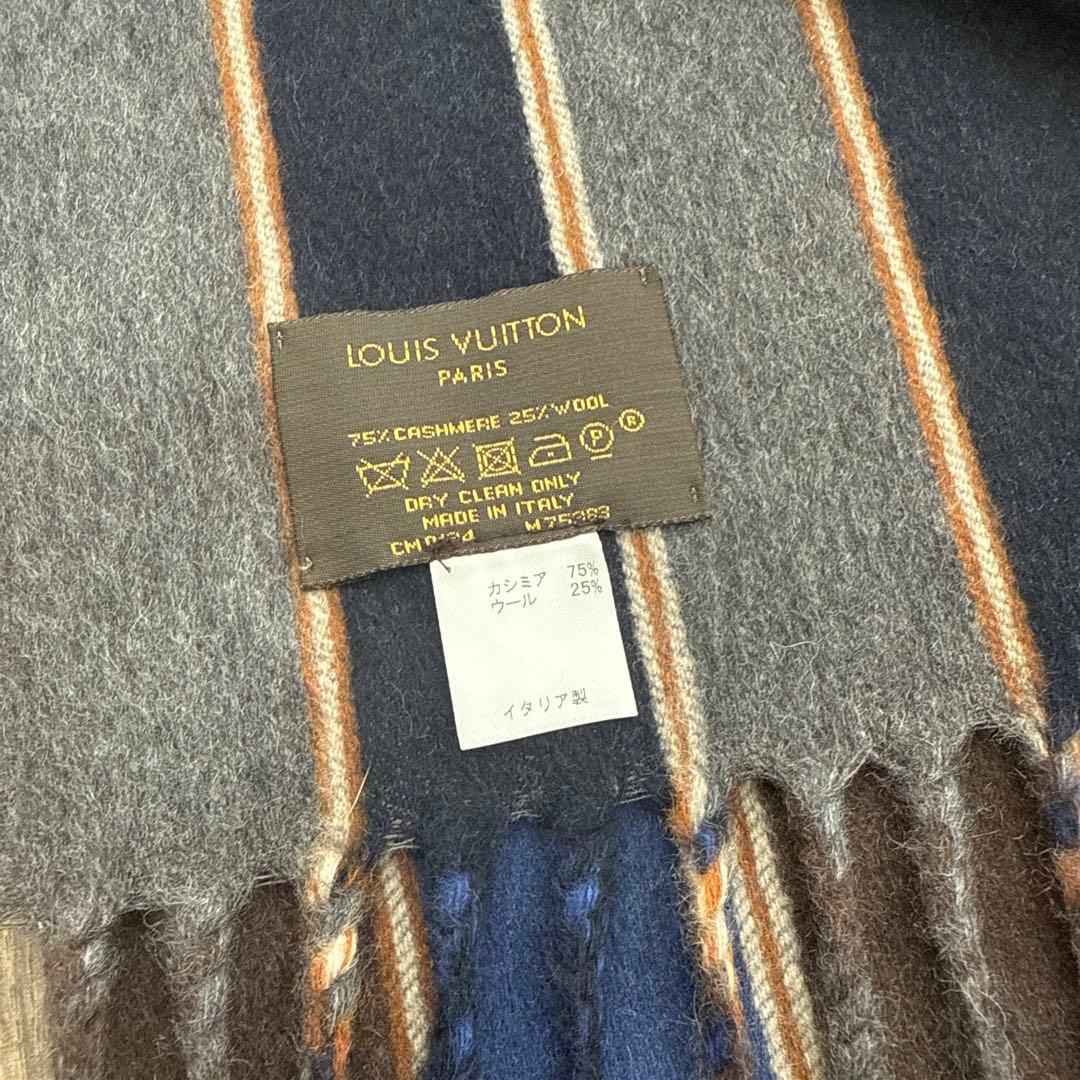 LOUIS VUITTON
PARIS
75% CASHMERE 25% WOOL
P ®
DRY CLEAN ONLY
MADE IN ITALY
カシミア 75%
ウール 25%
イタリア製